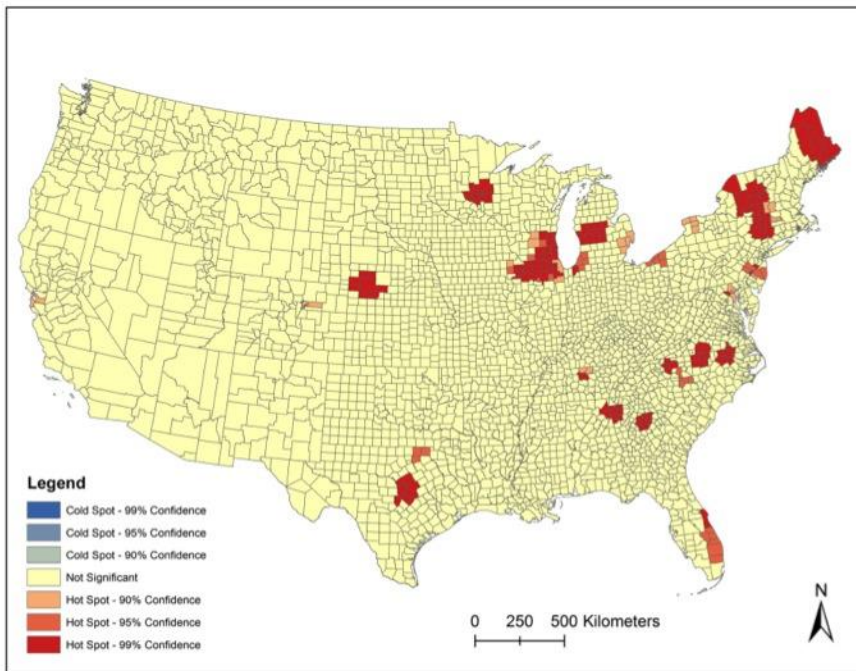 Legend
Cold Spot - 99% Confidence
Cold Spot - 95% Confidence
Cold Spot - 90% Confidence
Not Significant
Hot Spot - 90% Confidence
Hot Spot - 95% Confidence
Hot Spot - 99% Confidence
0 250 500 Kilometers
N